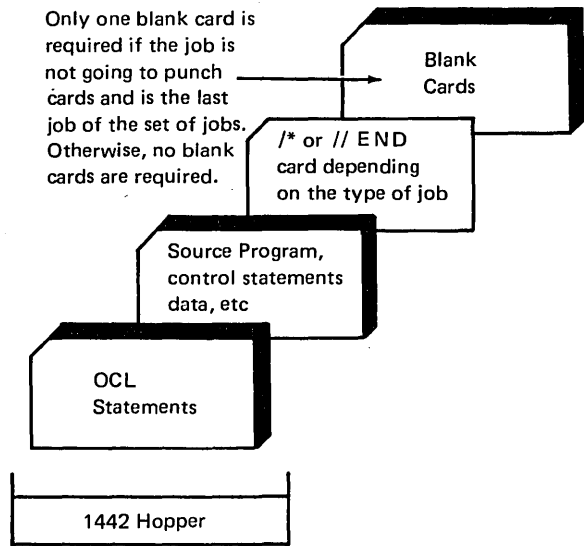 Only one blank card is
required if the job is
not going to punch
cards and is the last
job of the set of jobs.
Otherwise, no blank
cards are required.
Blank
Cards
/* or // END
card depending
on the type of job
Source Program,
control statements
data, etc
OCL
Statements
1442 Hopper